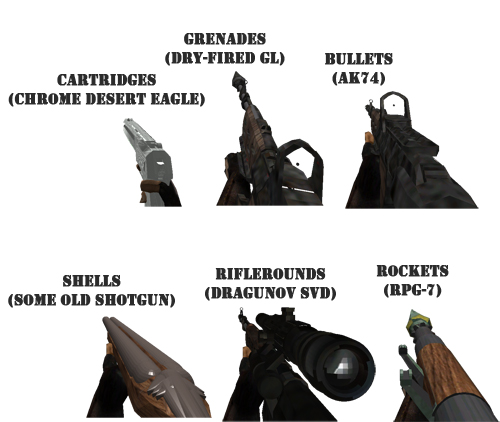 GRENADES
(DRY-FIRED GL)
BULLETS
(AK74)
CARTRIDGES
(CHROME DESERT EAGLE)
SHELLS
(SOME OLD SHOTGUN)
RIFLEROUNDS
(DRAGUNOV SVD)
ROCKETS
(RPG-7)